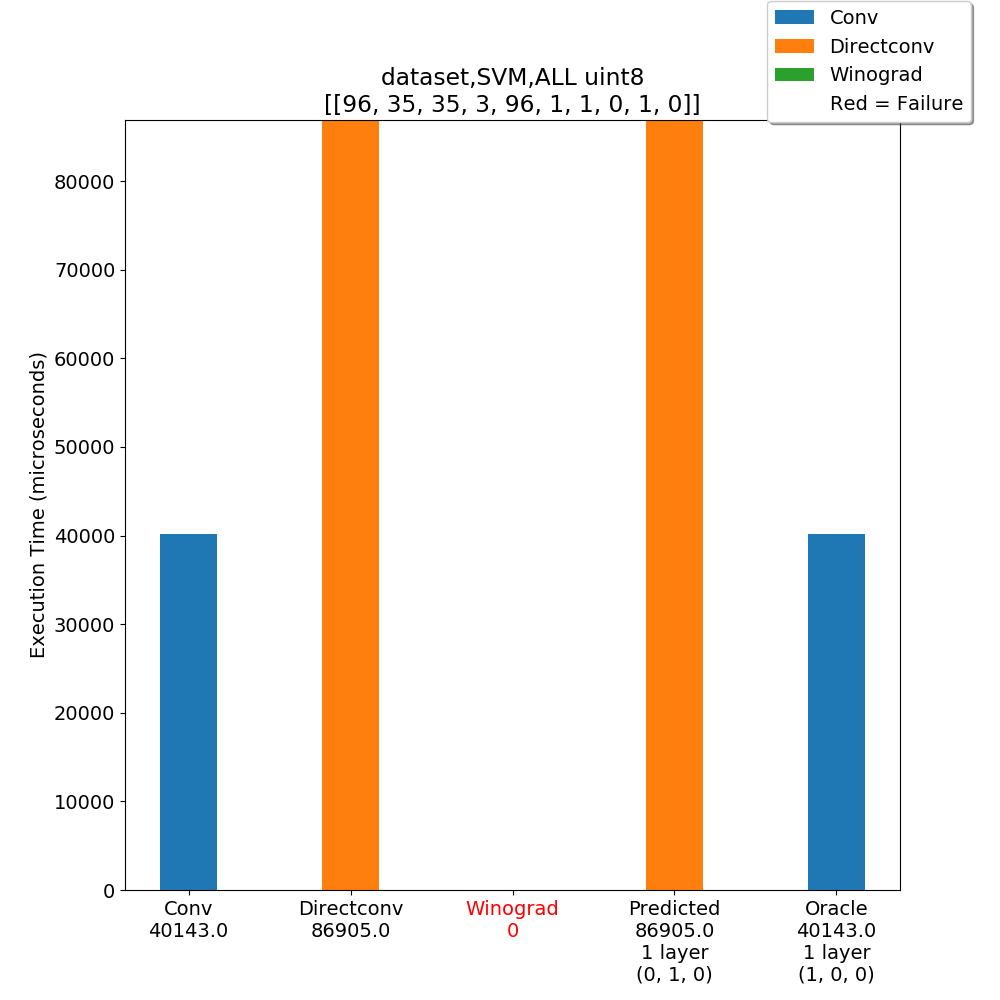 Conv
Directconv
Winograd
Red = Failure
dataset,SVM,ALL uint8
[[96, 35, 35, 3, 96, 1, 1, 0, 1, 0]]
Execution Time (microseconds)
80000
70000
60000
50000
40000
30000
20000
10000
0
Conv
40143.0
Directconv
86905.0
Winograd
0
Predicted
86905.0
1 layer
(0, 1, 0)
Oracle
40143.0
1 layer
(1, 0, 0)